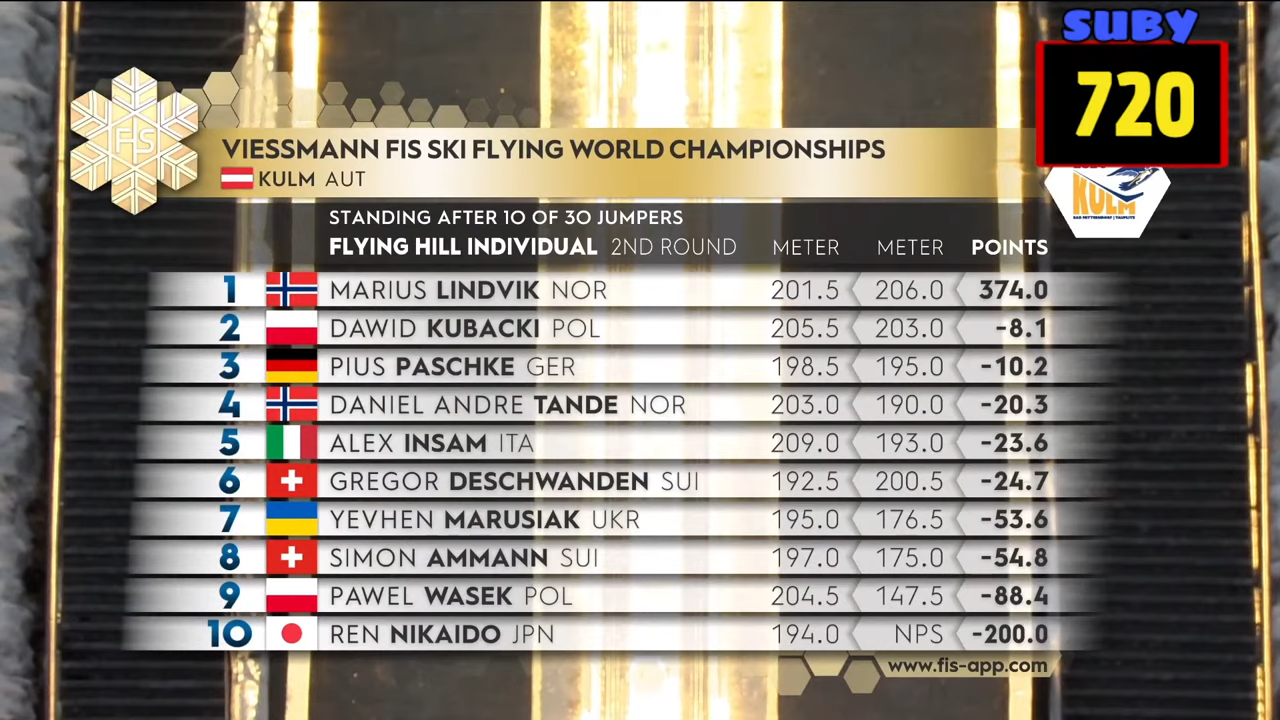 SUBY
720
FIS
VIESSMANN FIS SKI FLYING WORLD CHAMPIONSHIPS
KULM AUT
KULM
STANDING AFTER 10 OF 30 JUMPERS
FLYING HILL INDIVIDUAL 2ND ROUND METER METER POINTS
1 MARIUS LINDVIK NOR 201.5 206.0 374.0
2 DAWID KUBACKI POL 205.5 203.0 -8.1
3 PIUS PASCHKE GER 198.5 195.0 -10.2
4 DANIEL ANDRE TANDE NOR 203.0 190.0 -20.3
5 ALEX INSAM ITA 209.0 193.0 -23.6
6 GREGOR DESCHWANDEN SUI 192.5 200.5 -24.7
7 YEVHEN MARUSIAK UKR 195.0 176.5 -53.6
8 SIMON AMMANN SUI 197.0 175.0 -54.8
9 PAWEL WASEK POL 204.5 147.5 -88.4
10 REN NIKAIDO JPN 194.0 NPS -200.0
www.fis-app.com